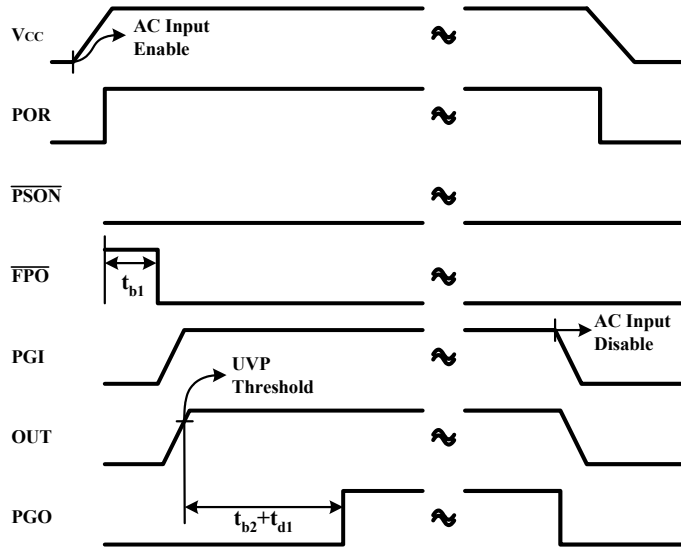 VCC
AC Input
Enable
POR
PSON
FPO
tb1
PGI
AC Input
Disable
UVP
Threshold
OUT
tb2+td1
PGO